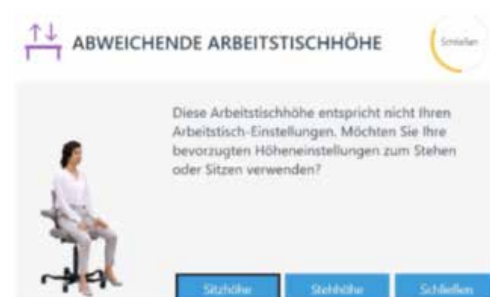 ABWEICHENDE ARBEITSTISCHHÖHE
Schließen
Diese Arbeitstischhöhe entspricht nicht Ihren
Arbeitstisch-Einstellungen. Möchten Sie Ihre
bevorzugten Höheneinstellungen zum Stehen
oder Sitzen verwenden?
Sitzhöhe Stehhöhe Schließen